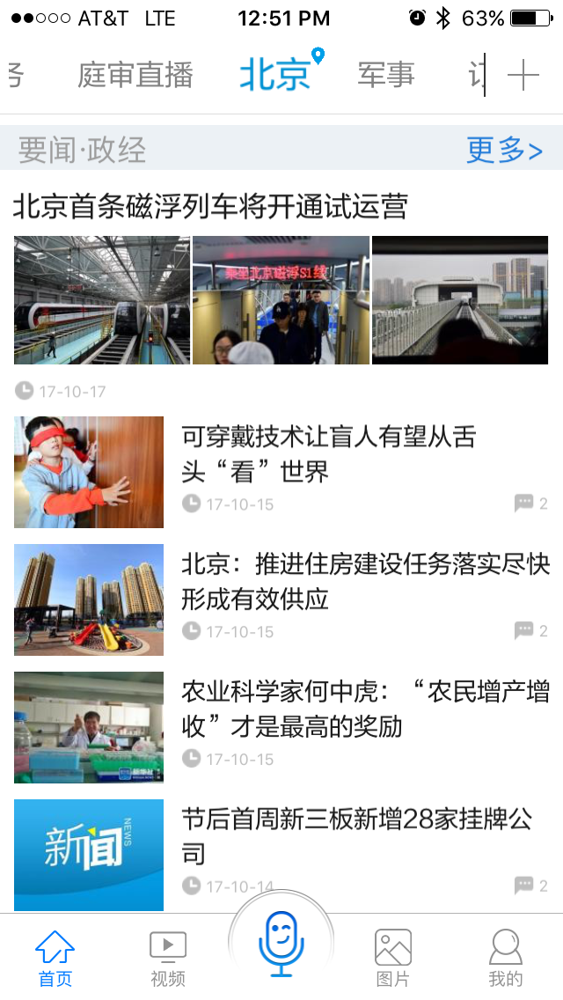 AT&T LTE 12:51 PM 63%
务 庭审直播 北京 军事
要闻·政经 更多>
北京首条磁浮列车将开通试运营
乘坐北京磁浮S1线
17-10-17
可穿戴技术让盲人有望从舌
头“看”世界
17-10-15 2
北京：推进住房建设任务落实尽快
形成有效供应
17-10-15 2
农业科学家何中虎：“农民增产增
收”才是最高的奖励
新华社
17-10-15
节后首周新三板新增28家挂牌公
司
新闻 NEWS
17-10-14 2
首页 视频 图片 我的